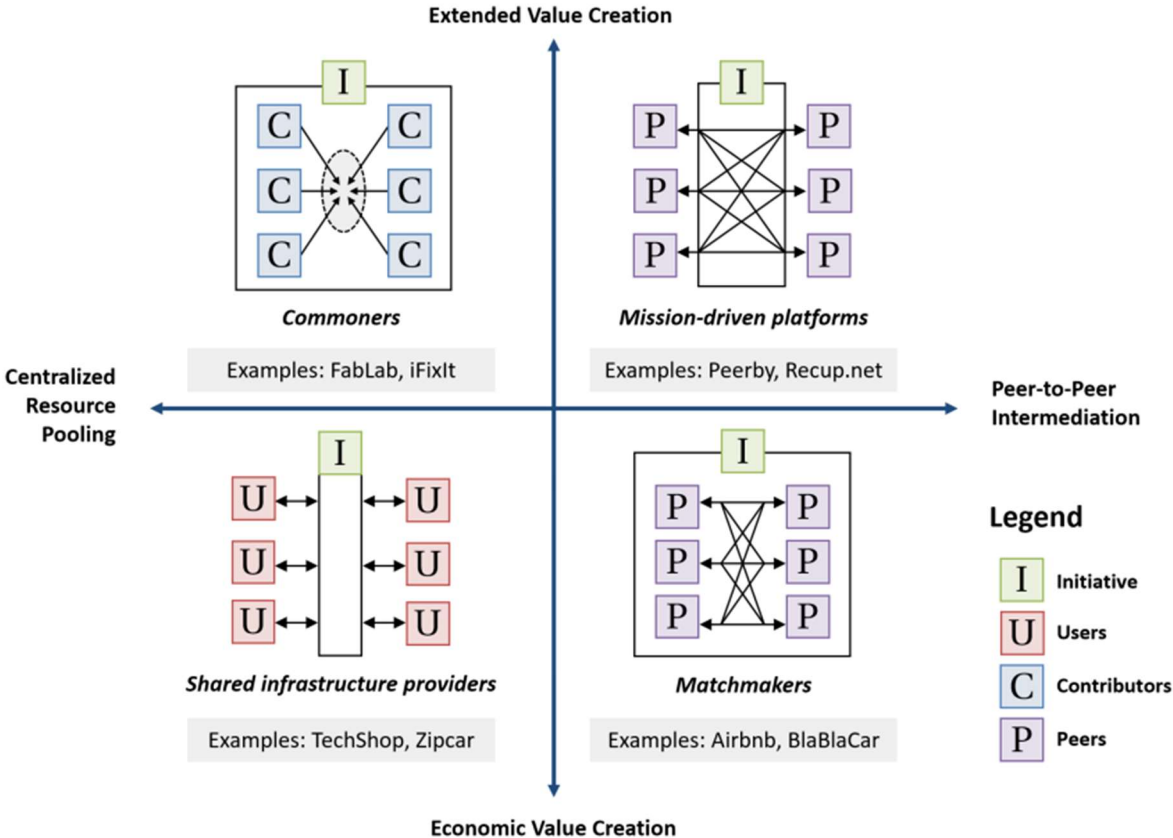 Extended Value Creation
I
C
C
C
C
C
C
Commoners
Examples: FabLab, iFixIt
I
P
P
P
P
P
P
Mission-driven platforms
Examples: Peerby, Recup.net
Centralized
Resource
Pooling
Peer-to-Peer
Intermediation
I
U
U
U
U
U
U
Shared infrastructure providers
Examples: TechShop, Zipcar
I
P
P
P
P
P
P
Matchmakers
Examples: Airbnb, BlaBlaCar
Legend
I Initiative
U Users
C Contributors
P Peers
Economic Value Creation